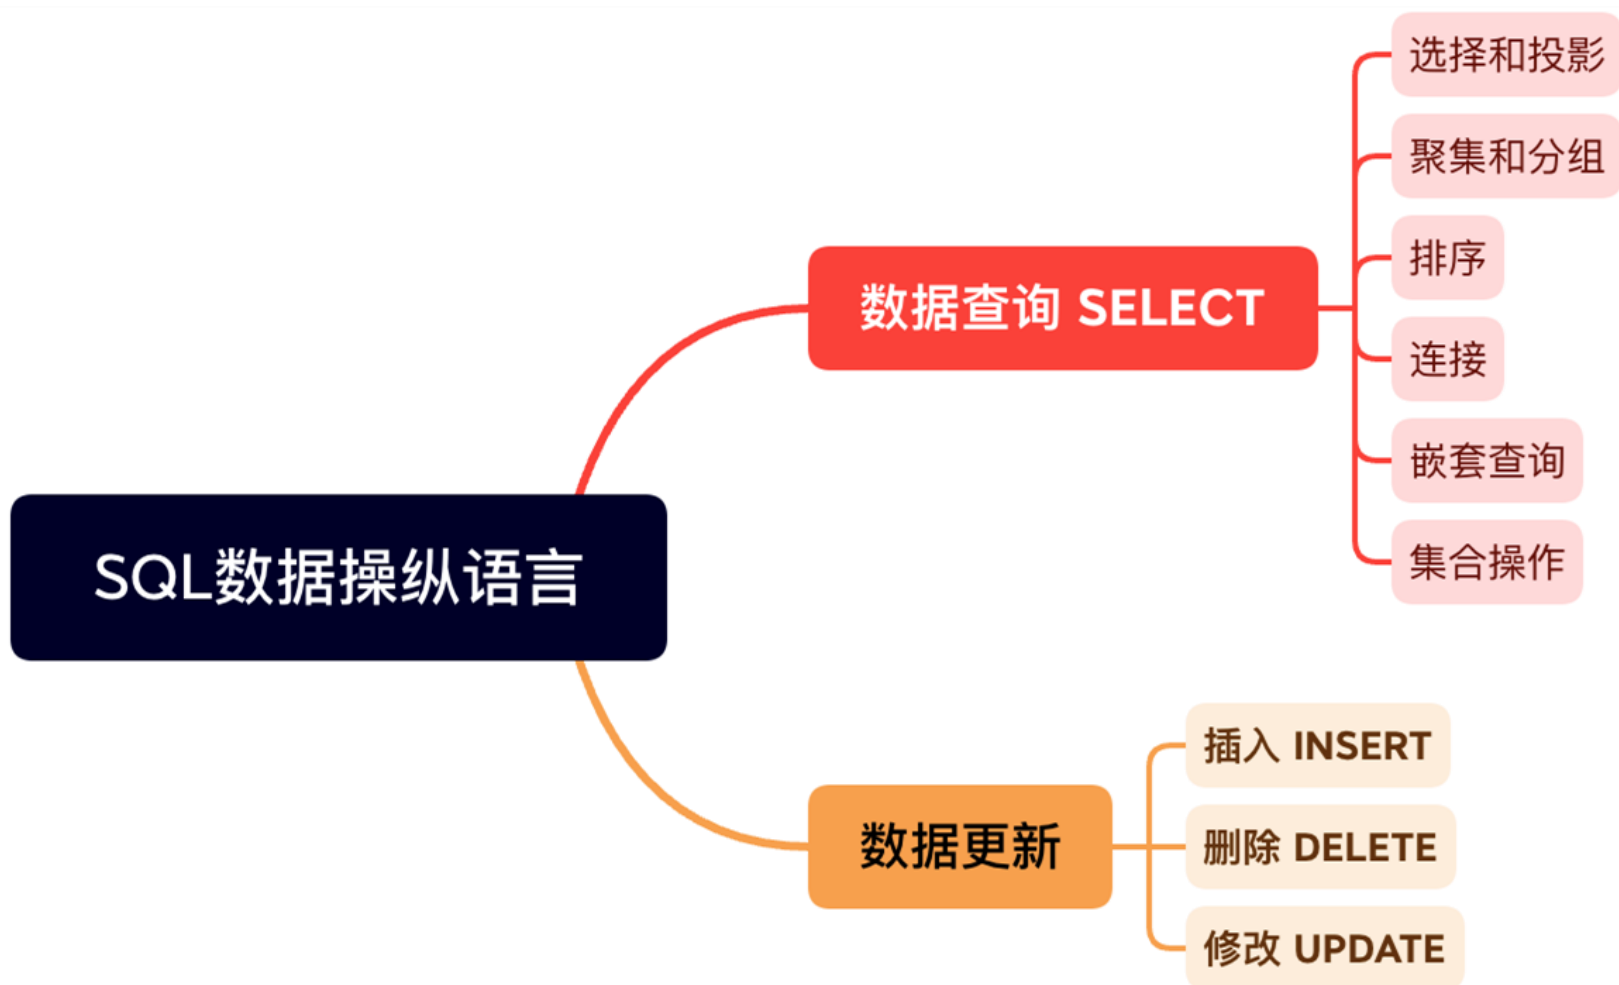 SQL数据操纵语言
数据查询 SELECT
选择和投影
聚集和分组
排序
连接
嵌套查询
集合操作
数据更新
插入 INSERT
删除 DELETE
修改 UPDATE